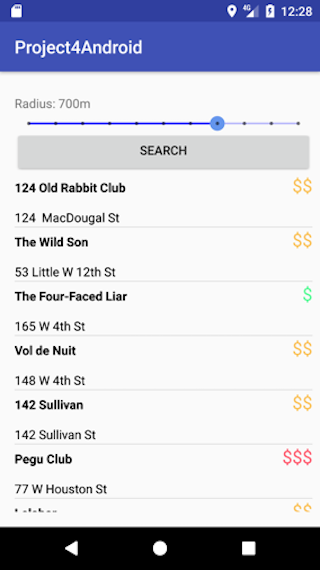 4G 12:28
Project4Android
Radius: 700m
SEARCH
124 Old Rabbit Club $$
124 MacDougal St
The Wild Son $$
53 Little W 12th St
The Four-Faced Liar $
165 W 4th St
Vol de Nuit $$
148 W 4th St
142 Sullivan $$
142 Sullivan St
Pegu Club $$$
77 W Houston St
$$